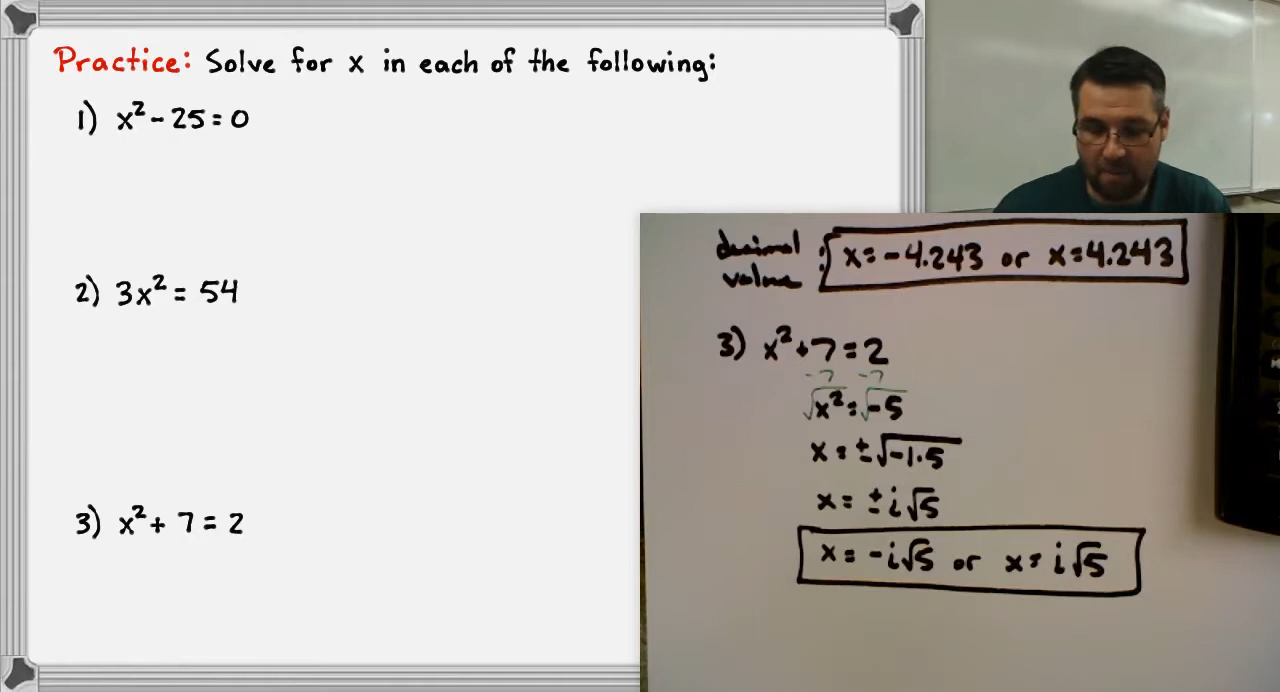 Practice: Solve for x in each of the following:
1) x² - 25 = 0
2) 3x² = 54
3) x² + 7 = 2
decimal value : x = -4.243 or x = 4.243
3) x² + 7 = 2
-7 -7
√x² = √-5
x = ±√-1·5
x = ± i√5
x = -i√5 or x = i√5